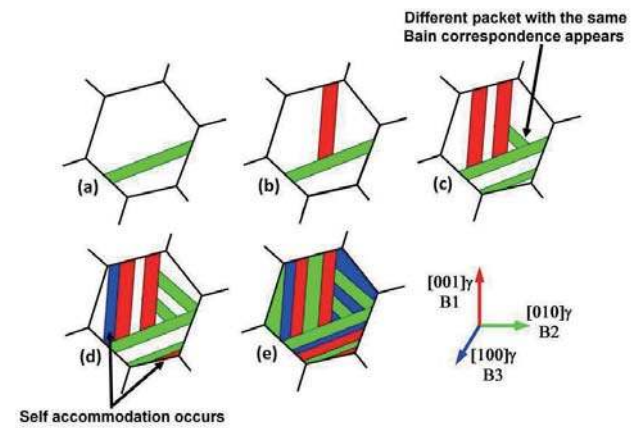 Different packet with the same
Bain correspondence appears
(a)
(b)
(c)
(d)
(e)
[001]γ
B1
[010]γ
B2
[100]γ
B3
Self accommodation occurs